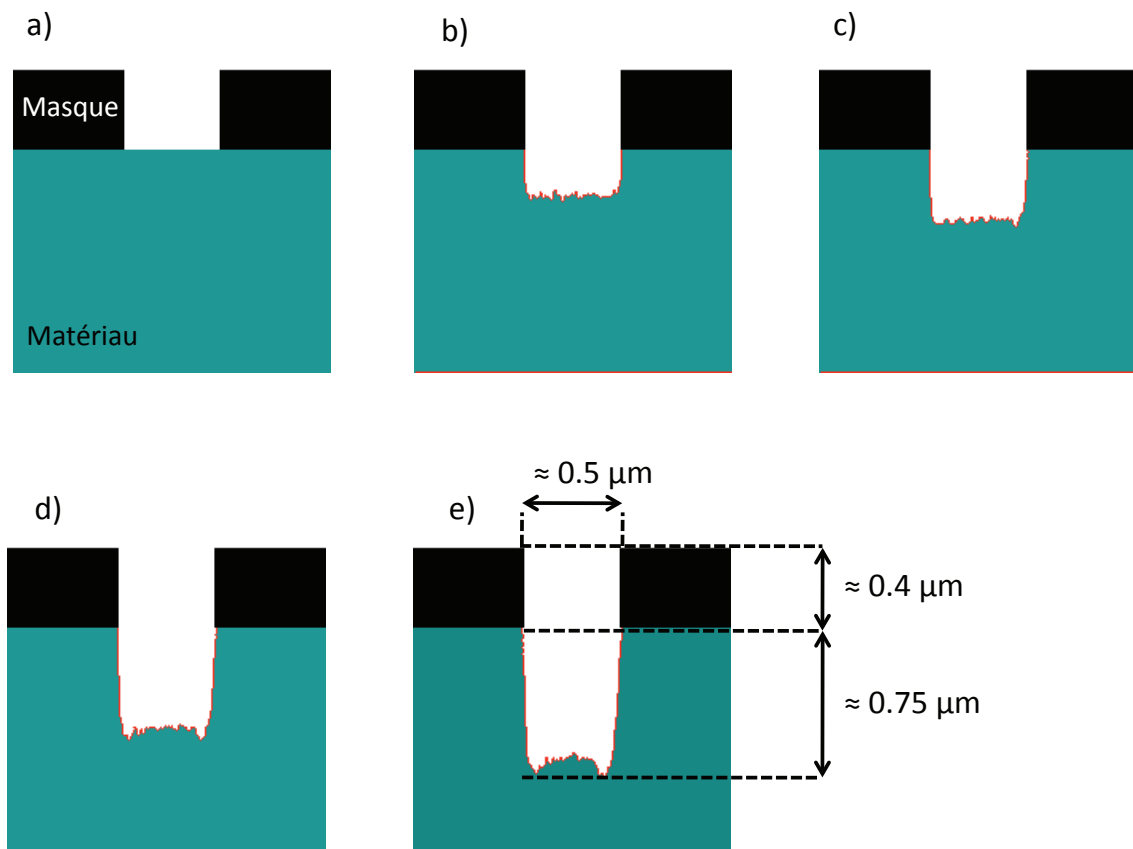 a)
b)
c)
Masque
Matériau
d)
e)
≈ 0.5 µm
≈ 0.4 µm
≈ 0.75 µm